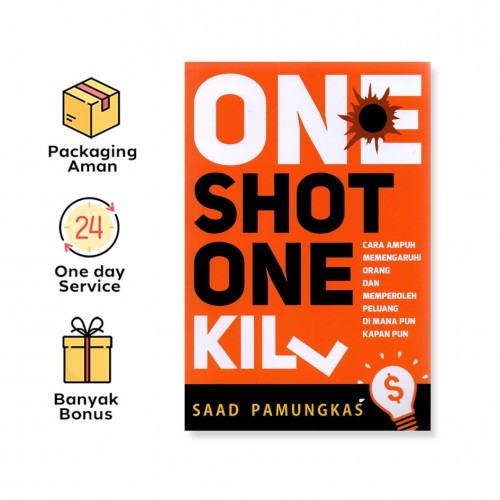 Packaging
Aman
24
One day
Service
Banyak
Bonus
ONE
SHOT
ONE
KILL
CARA AMPUH
MEMENGARUHI
ORANG
DAN
MEMPEROLEH
PELUANG
DI MANA PUN
KAPAN PUN
$
SAAD PAMUNGKAS